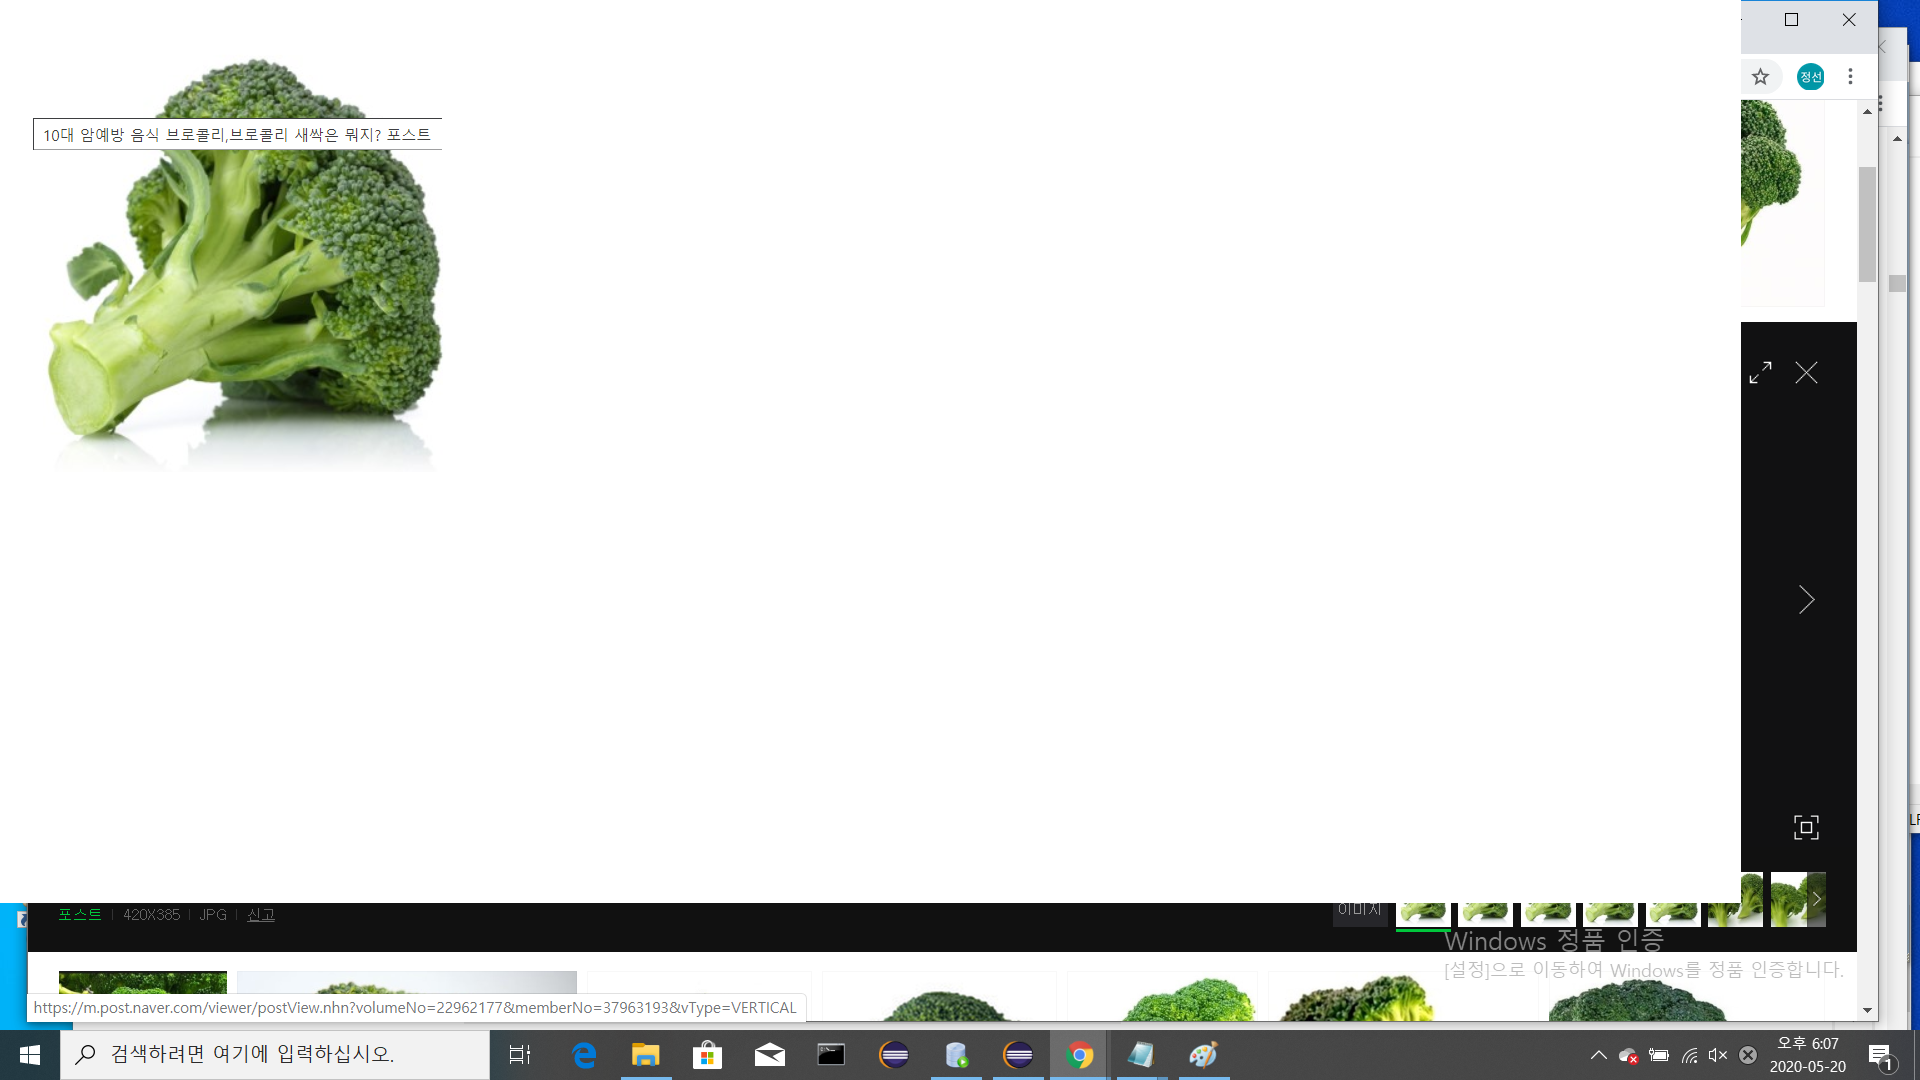 정선
10대 암예방 음식 브로콜리,브로콜리 새싹은 뭐지? 포스트
포스트 | 420X385 | JPG | 신고
이미지
Windows 정품 인증
[설정]으로 이동하여 Windows를 정품 인증합니다.
https://m.post.naver.com/viewer/postView.nhn?volumeNo=22962177&memberNo=37963193&vType=VERTICAL
검색하려면 여기에 입력하십시오.
오후 6:07
2020-05-20
1